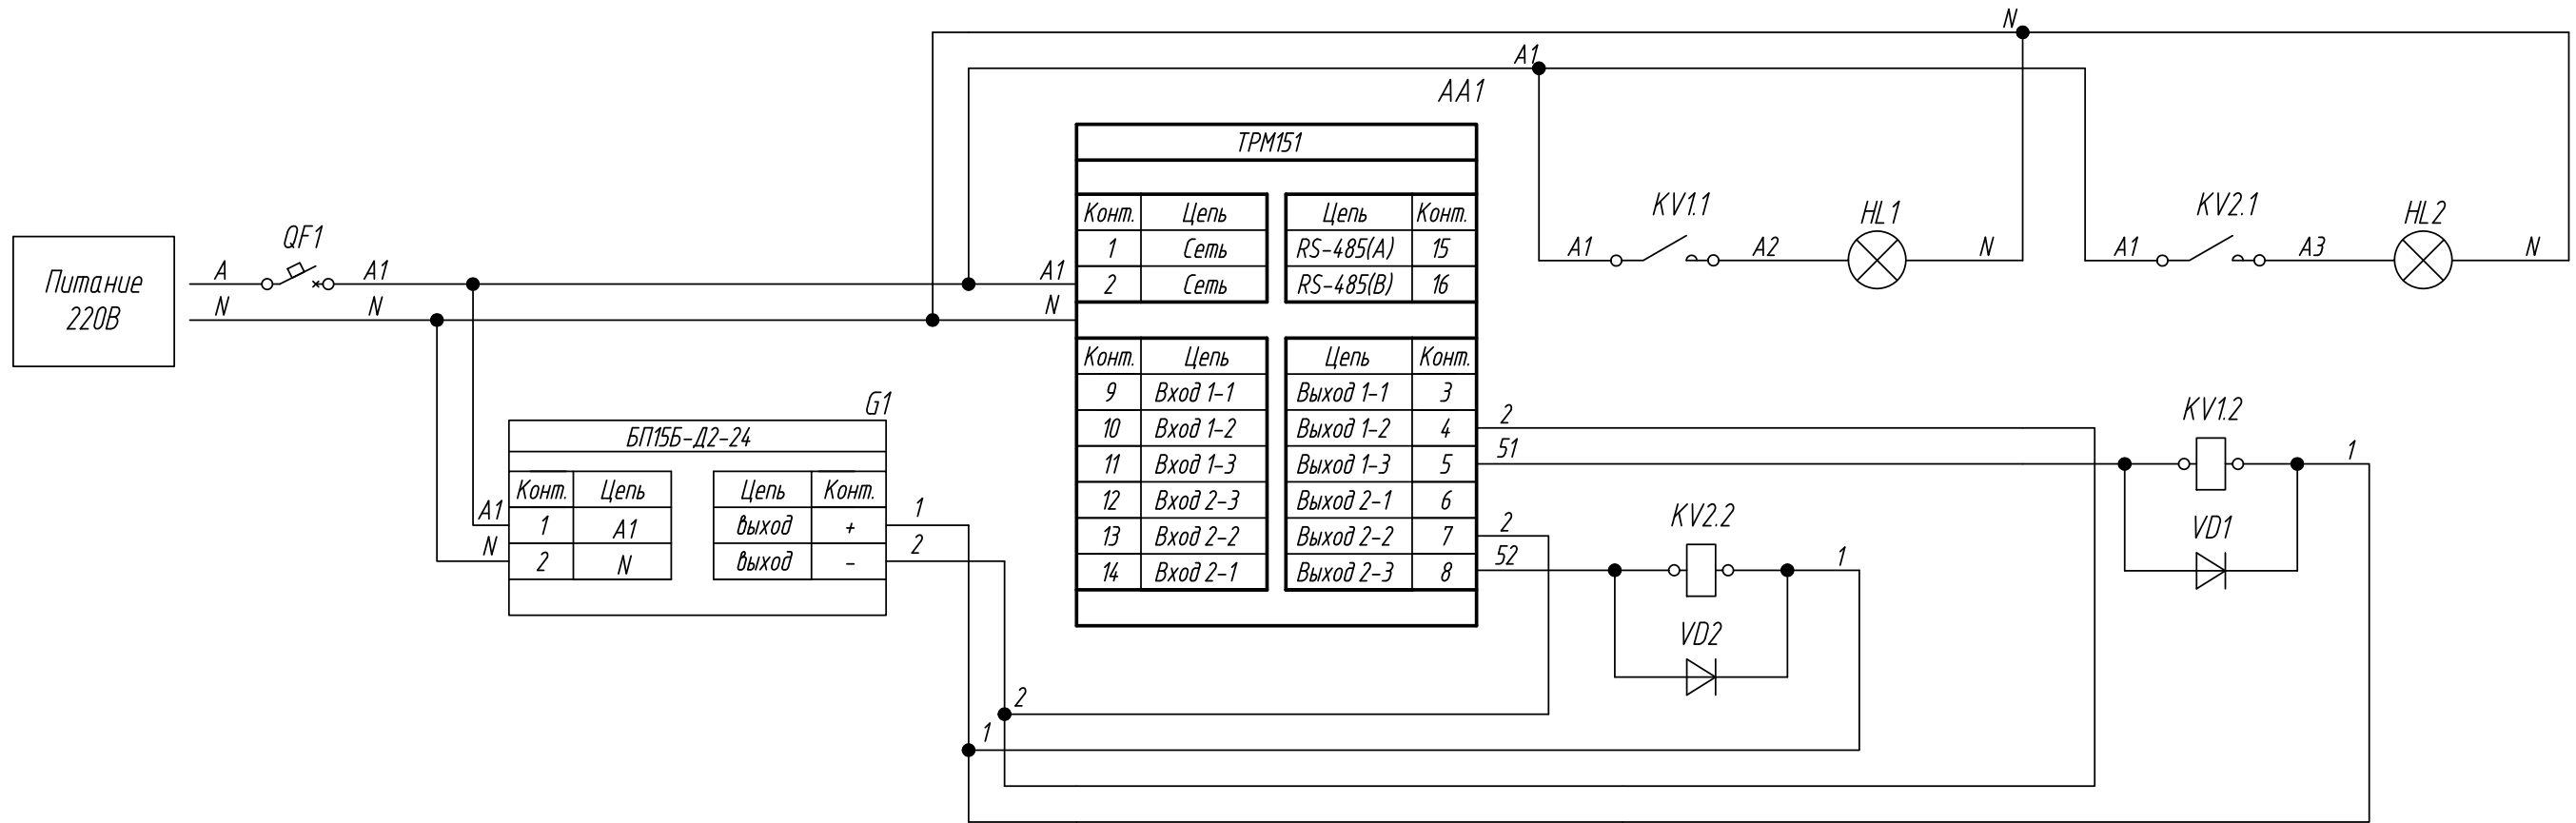 N
A1
AA1
ТРМ151
Конт. Цепь Цепь Конт.
1 Сеть RS-485(A) 15
2 Сеть RS-485(B) 16
Конт. Цепь Цепь Конт.
9 Вход 1-1 Выход 1-1 3
10 Вход 1-2 Выход 1-2 4
11 Вход 1-3 Выход 1-3 5
12 Вход 2-3 Выход 2-1 6
13 Вход 2-2 Выход 2-2 7
14 Вход 2-1 Выход 2-3 8
Питание
220В
A QF1 A1 A1
N N N
KV1.1 HL1 KV2.1 HL2
A1 A2 N A1 A3 N
G1
БП15Б-Д2-24
Конт. Цепь Цепь Конт.
A1 1 A1 выход + 1
N 2 N выход - 2
2
51 KV1.2 1
VD1
2
52 KV2.2 1
VD2
2
1